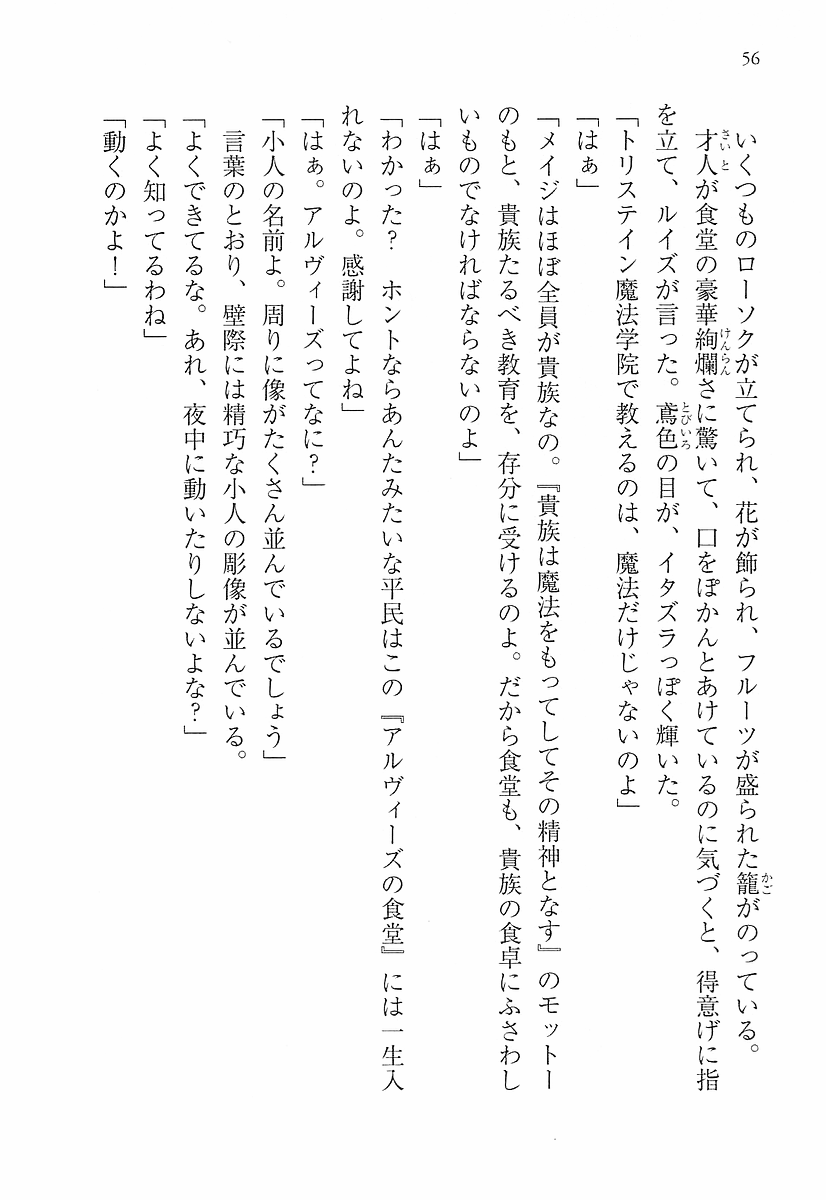 56
いくつものローソクが立てられ、花が飾られ、フルーツが盛られた籠がのっている。
才人が食堂の豪華絢爛さに驚いて、口をぽかんとあけているのに気づくと、得意げに指
を立て、ルイズが言った。鳶色の目が、イタズラっぽく輝いた。
「トリステイン魔法学院で教えるのは、魔法だけじゃないのよ」
「はぁ」
「メイジはほぼ全員が貴族なの。『貴族は魔法をもってしてその精神となす』のモットー
のもと、貴族たるべき教育を、存分に受けるのよ。だから食堂も、貴族の食卓にふさわし
いものでなければならないのよ」
「はぁ」
「わかった？　ホントならあんたみたいな平民はこの『アルヴィーズの食堂』には一生入
れないのよ。感謝してよね」
「はぁ。アルヴィーズってなに？」
「小人の名前よ。周りに像がたくさん並んでいるでしょう」
言葉のとおり、壁際には精巧な小人の彫像が並んでいる。
「よくできてるな。あれ、夜中に動いたりしないよな？」
「よく知ってるわね」
「動くのかよ！」